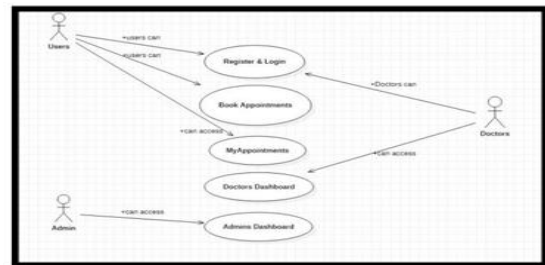 Users
+users can
+users can
Register & Login
+Doctors can
Book Appointments
Doctors
+can access
MyAppointments
+can access
Doctors Dashboard
Admin
+can access
Admins Dashboard